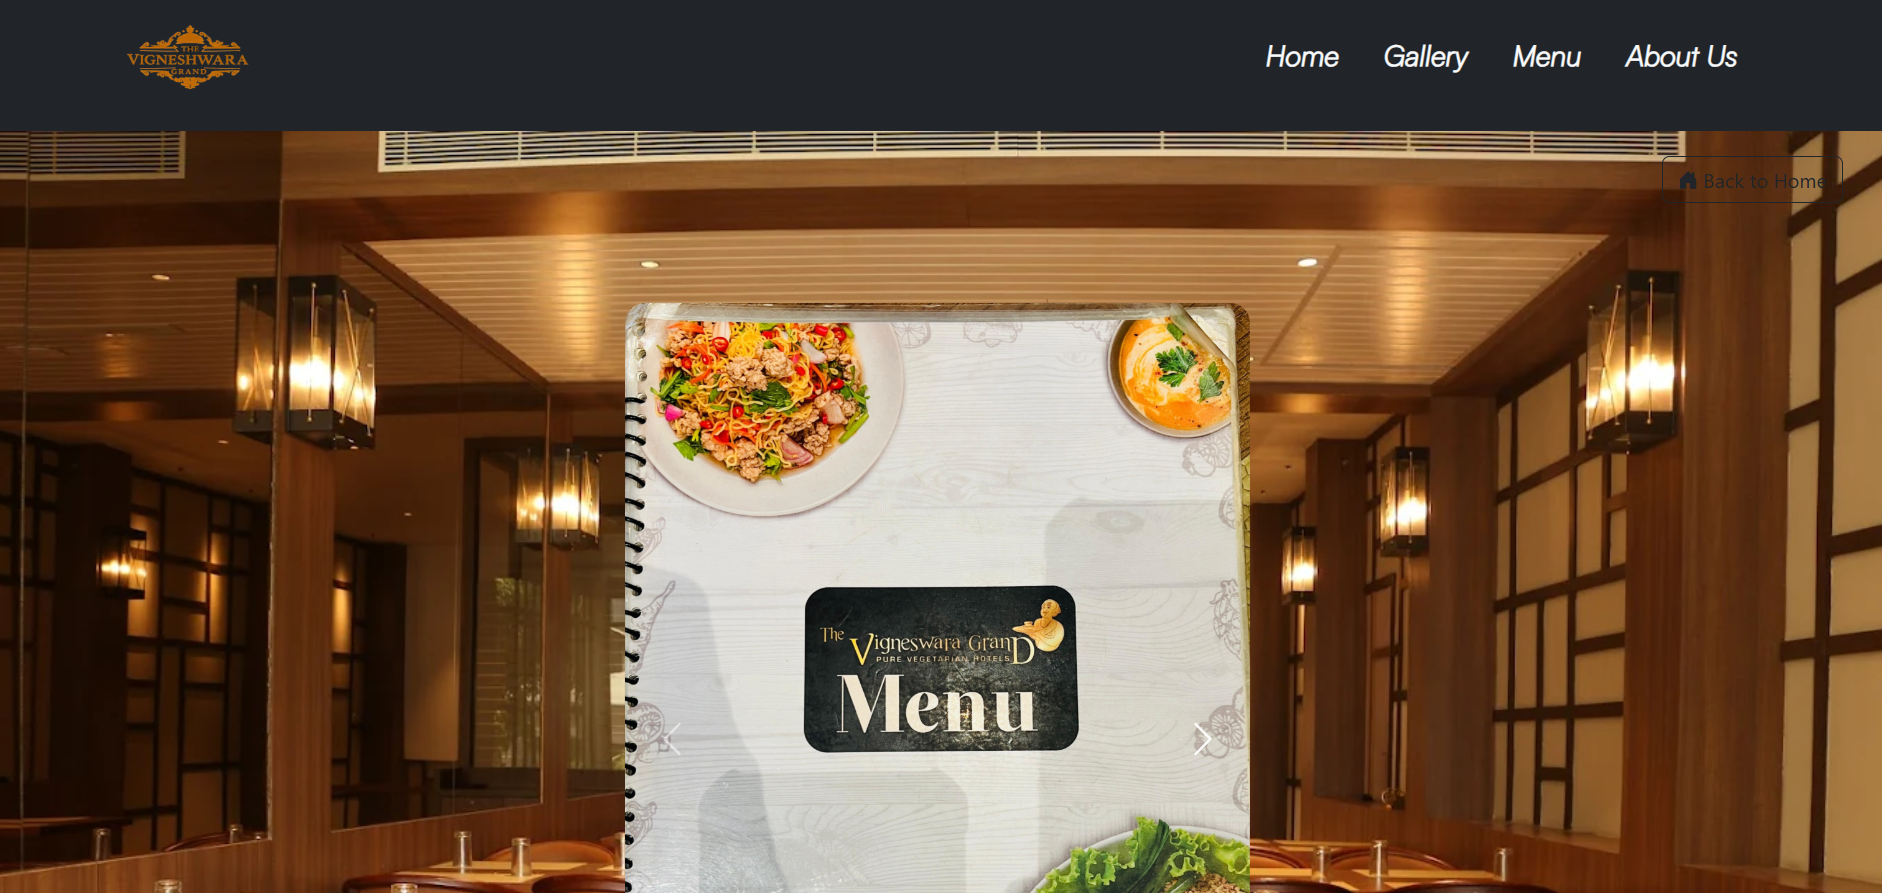 THE
VIGNESHWARA
GRAND
Home Gallery Menu About Us
Back to Home
The Vigneswara GranD
PURE VEGETARIAN HOTELS
Menu